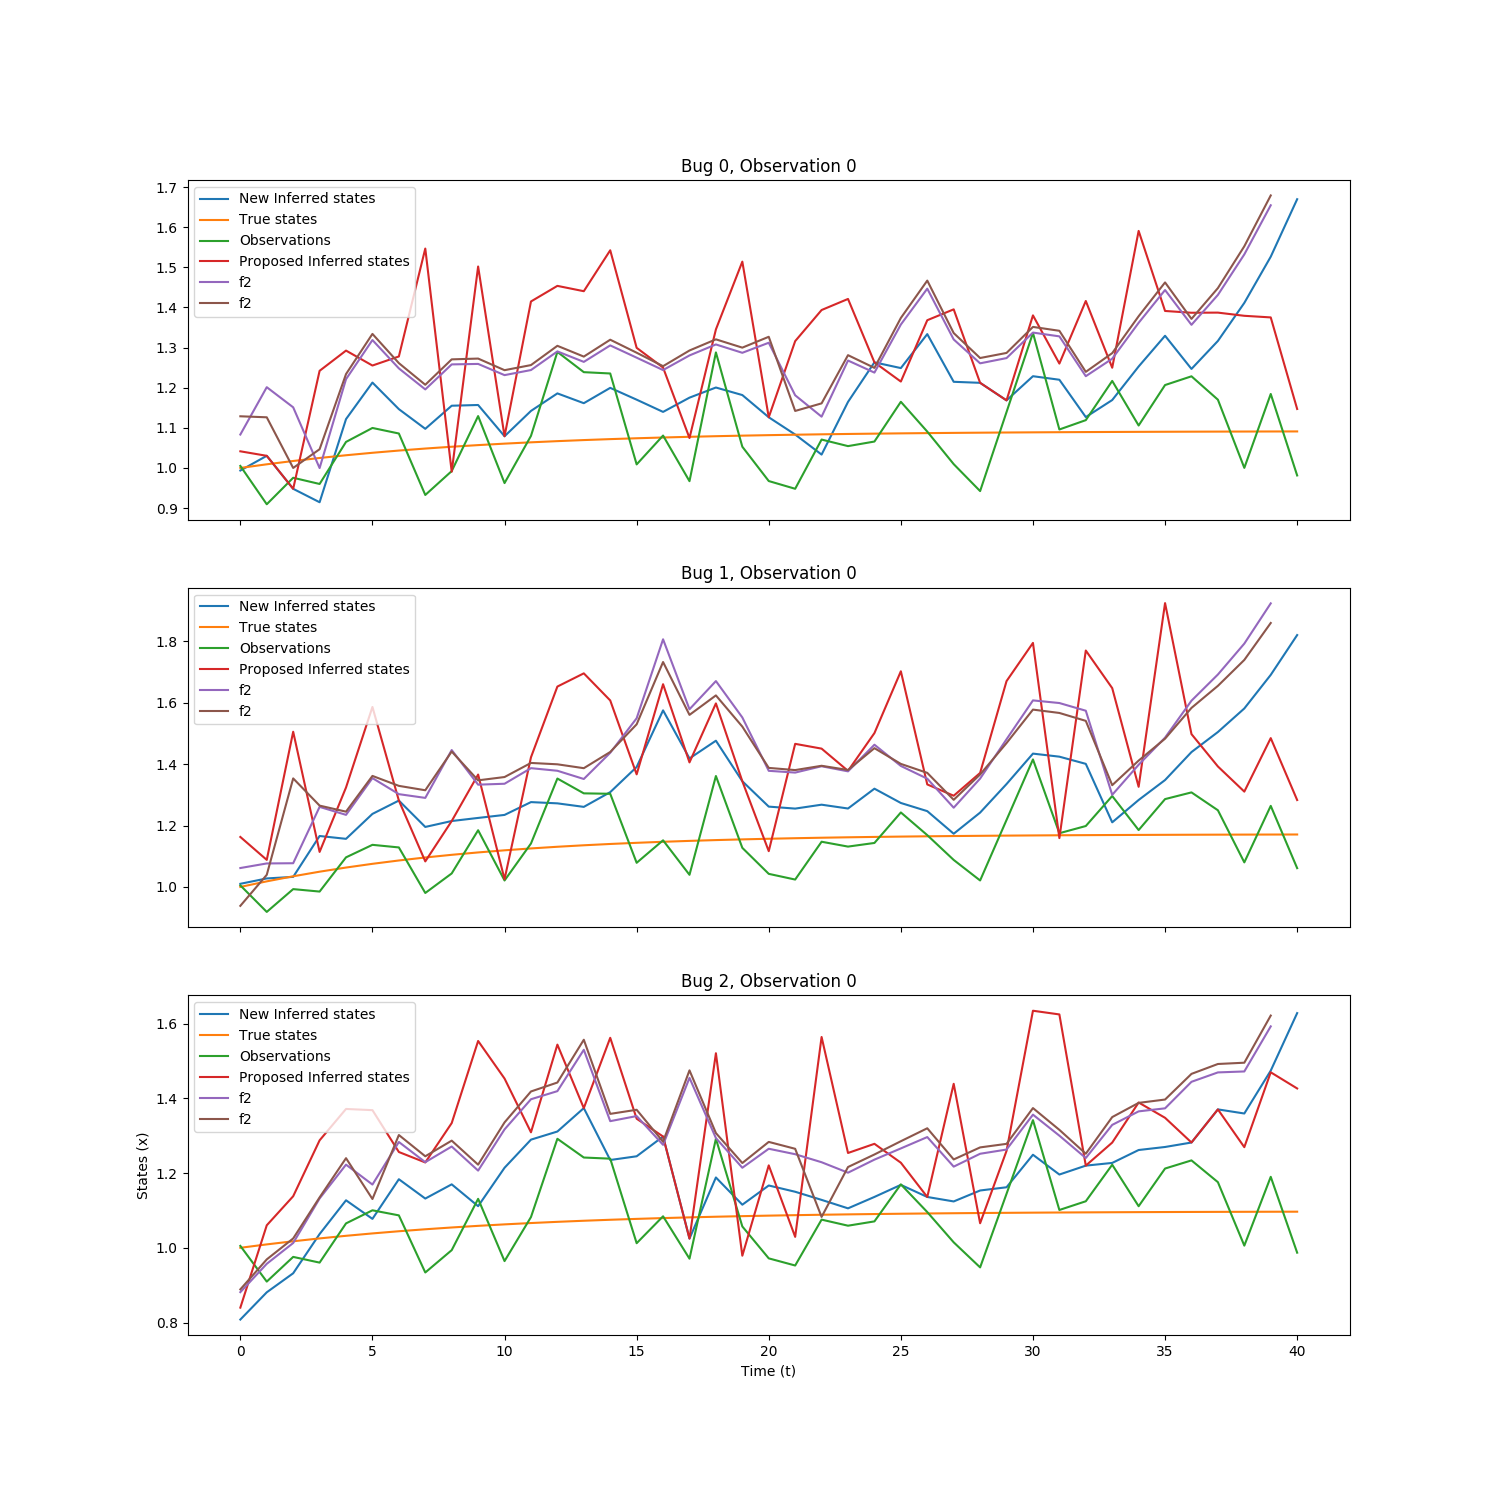 Bug 0, Observation 0
1.7
1.6
1.5
1.4
1.3
1.2
1.1
1.0
0.9
New Inferred states
True states
Observations
Proposed Inferred states
f2
f2
Bug 1, Observation 0
1.8
1.6
1.4
1.2
1.0
New Inferred states
True states
Observations
Proposed Inferred states
f2
f2
Bug 2, Observation 0
1.6
1.4
1.2
1.0
0.8
States (x)
New Inferred states
True states
Observations
Proposed Inferred states
f2
f2
0 5 10 15 20 25 30 35 40
Time (t)